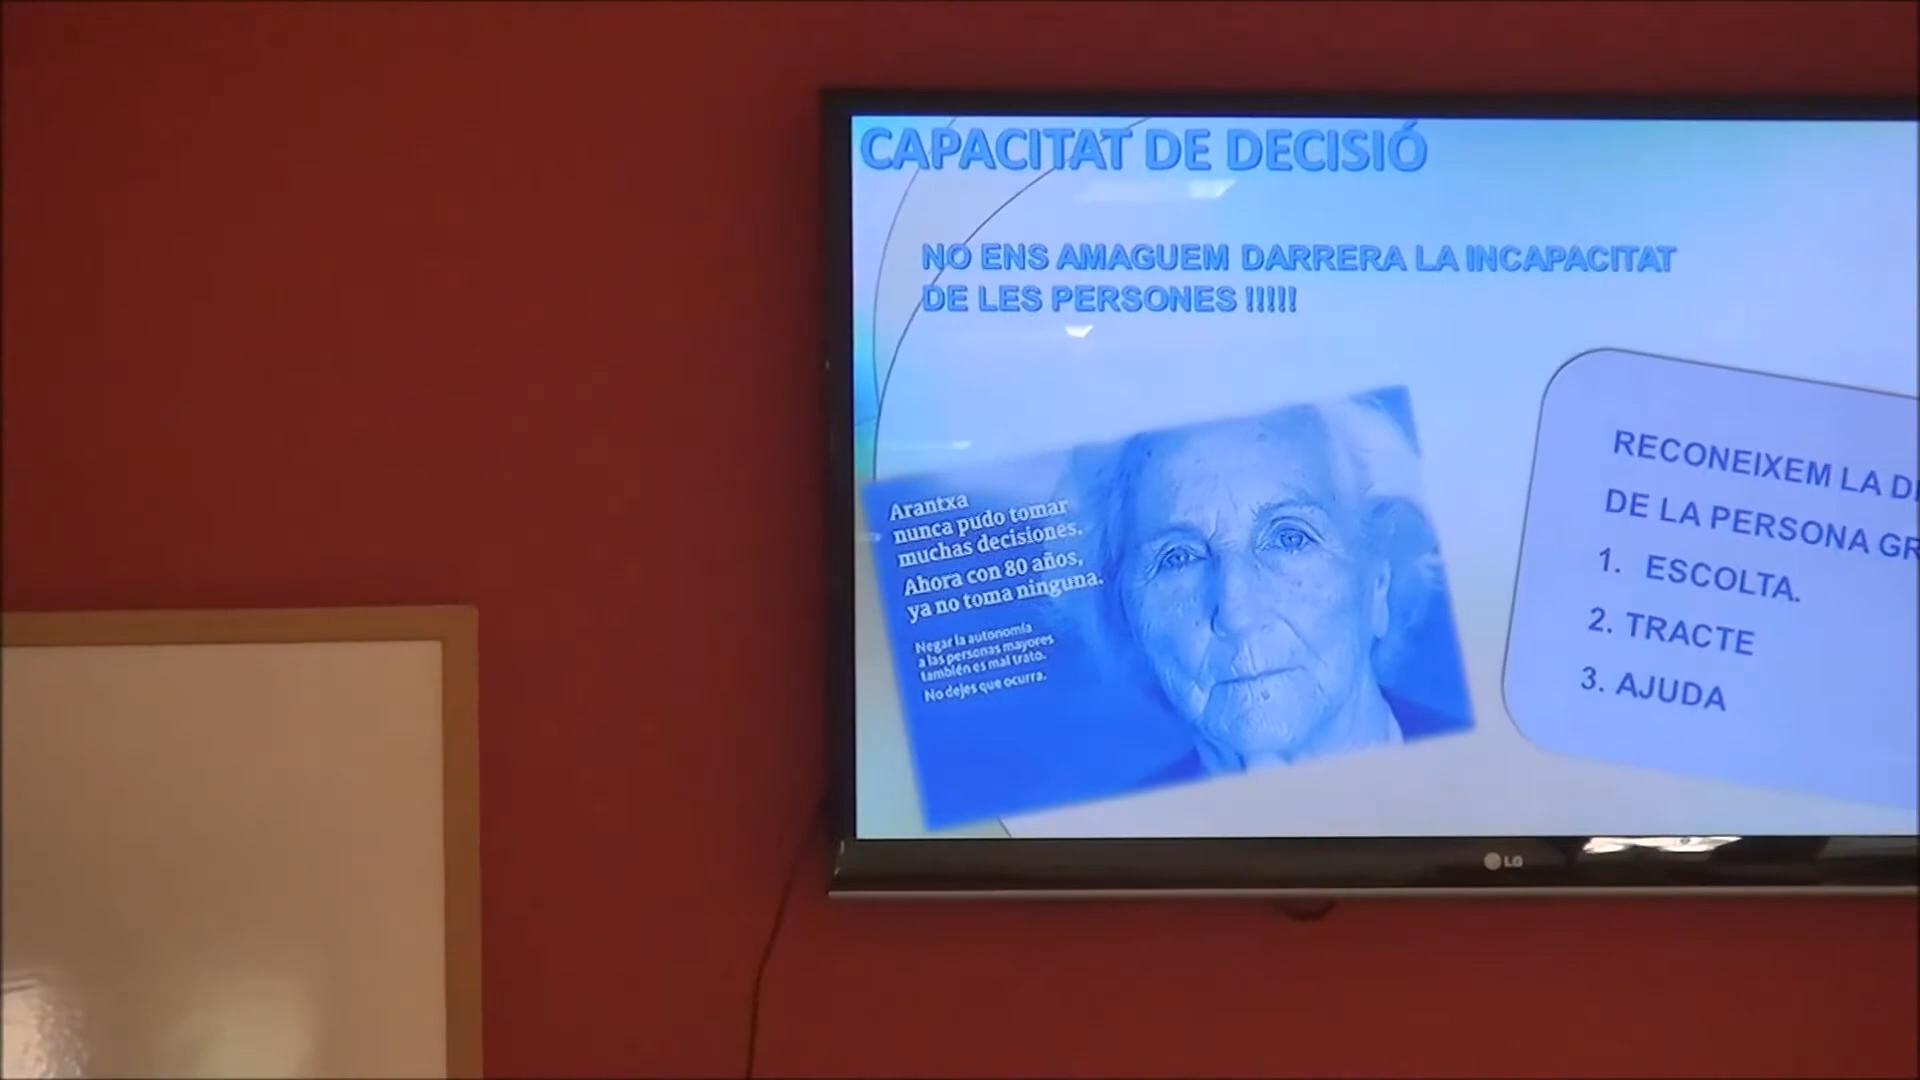 CAPACITAT DE DECISIÓ
NO ENS AMAGUEM DARRERA LA INCAPACITAT
DE LES PERSONES !!!!!
Arantxa
nunca pudo tomar
muchas decisiones.
Ahora con 80 años,
ya no toma ninguna.
Negar la autonomía
a las personas mayores
también es mal trato.
No dejes que ocurra.
RECONEIXEM LA
DE LA PERSONA
1. ESCOLTA.
2. TRACTE
3. AJUDA
LG